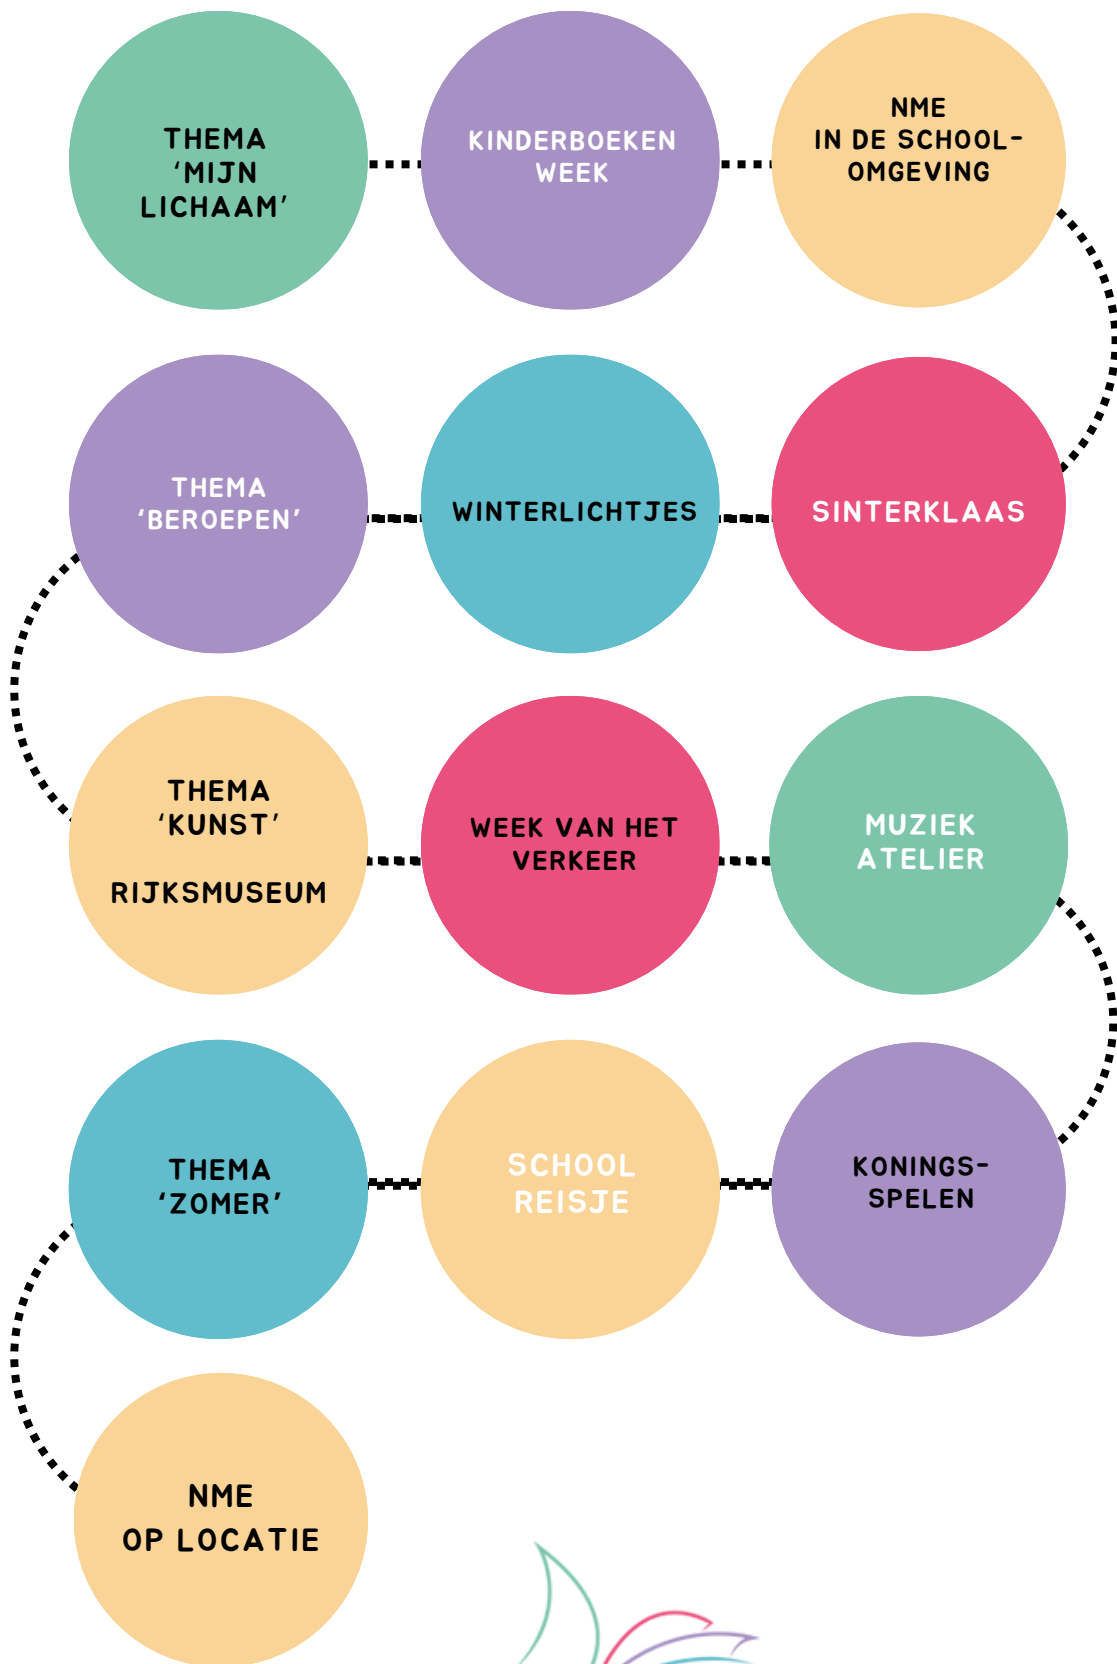 THEMA
‘MIJN
LICHAAM’
KINDERBOEKEN
WEEK
NME
IN DE SCHOOL-
OMGEVING
SINTERKLAAS
WINTERLICHTJES
THEMA
‘BEROEPEN’
THEMA
‘KUNST’
RIJKSMUSEUM
WEEK VAN HET
VERKEER
MUZIEK
ATELIER
KONINGS-
SPELEN
SCHOOL
REISJE
THEMA
‘ZOMER’
NME
OP LOCATIE